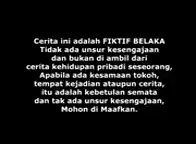 Cerita ini adalah FIKTIF BELAKA
Tidak ada unsur kesengajaan
dan bukan di ambil dari
cerita kehidupan pribadi seseorang,
Apabila ada kesamaan tokoh,
tempat kejadian ataupun cerita,
itu adalah kebetulan semata
dan tak ada unsur kesengajaan,
Mohon di Maafkan.